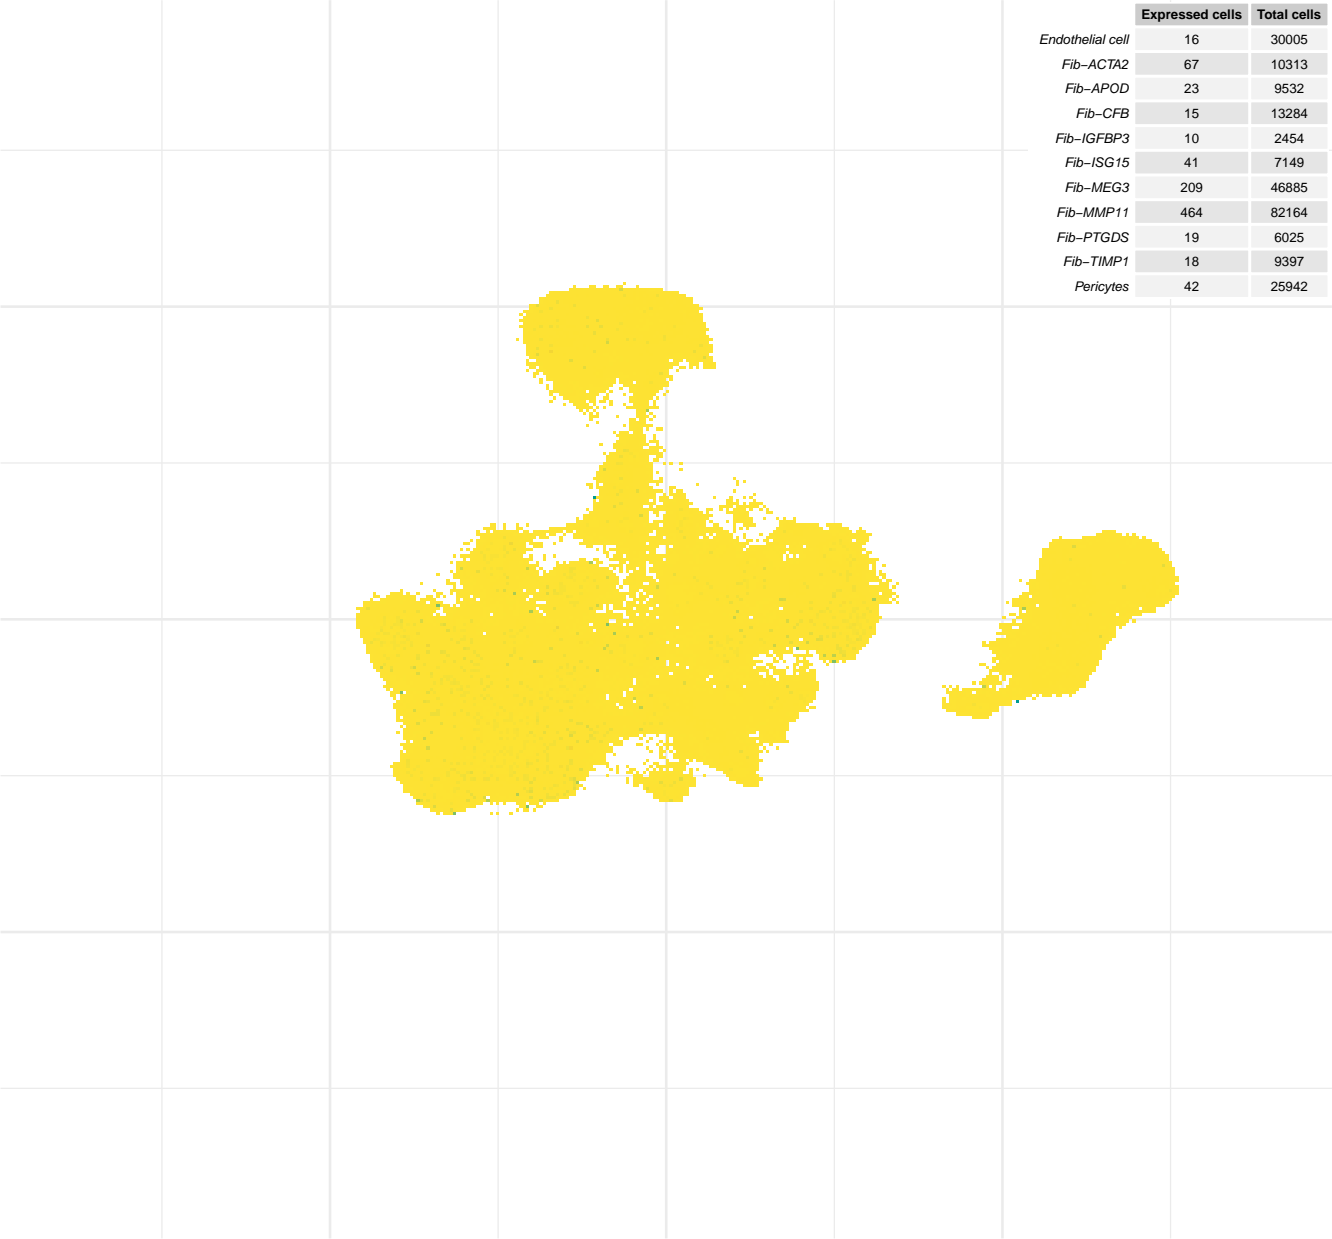 Expressed cells Total cells
Endothelial cell 16 30005
Fib−ACTA2 67 10313
Fib−APOD 23 9532
Fib−CFB 15 13284
Fib−IGFBP3 10 2454
Fib−ISG15 41 7149
Fib−MEG3 209 46885
Fib−MMP11 464 82164
Fib−PTGDS 19 6025
Fib−TIMP1 18 9397
Pericytes 42 25942